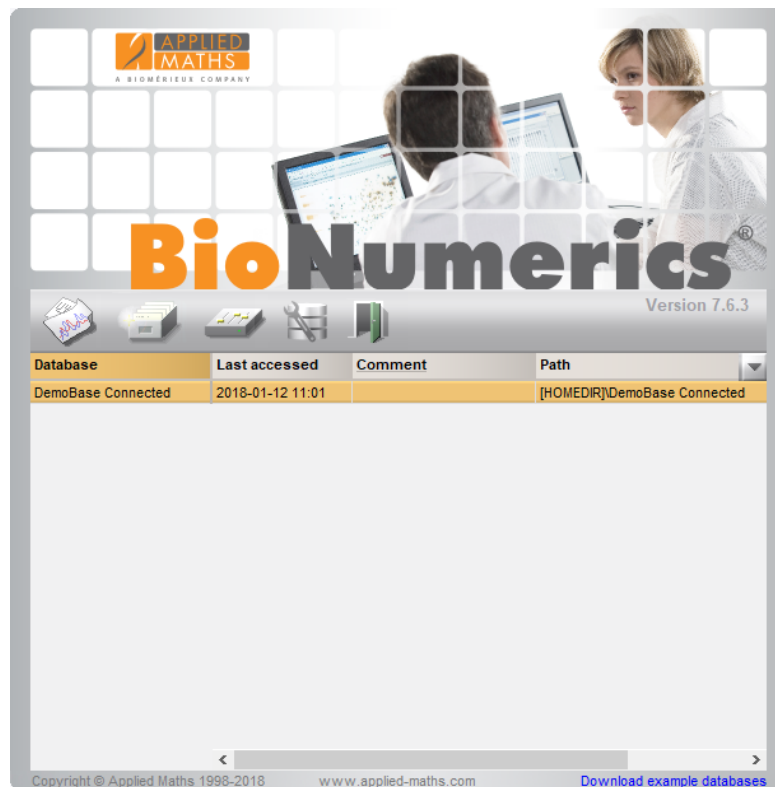 APPLIED
MATHS
A BIOMÉRIEUX COMPANY
BioNumerics®
Version 7.6.3
Database Last accessed Comment Path
DemoBase Connected 2018-01-12 11:01 [HOMEDIR]\DemoBase Connected
Copyright © Applied Maths 1998-2018 www.applied-maths.com Download example databases